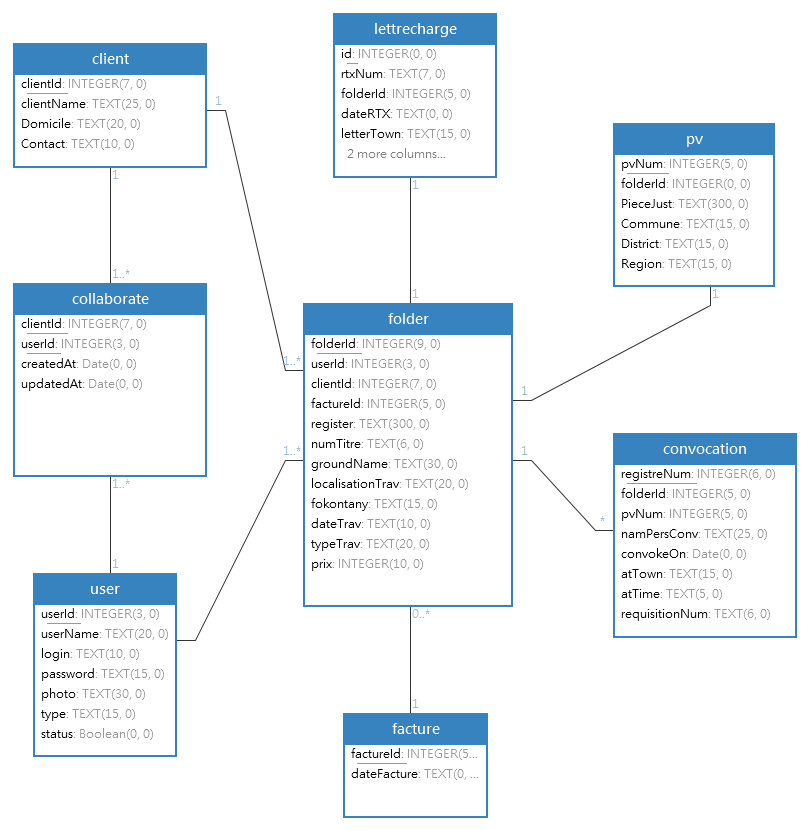 lettrecharge
id: INTEGER(0, 0)
rtxNum: TEXT(7, 0)
folderId: INTEGER(5, 0)
dateRTX: TEXT(0, 0)
letterTown: TEXT(15, 0)
2 more columns...
client
clientId: INTEGER(7, 0)
clientName: TEXT(25, 0)
Domicile: TEXT(20, 0)
Contact: TEXT(10, 0)
1
1
1..*
1..*
pv
pvNum: INTEGER(5, 0)
folderId: INTEGER(0, 0)
PieceJust: TEXT(300, 0)
Commune: TEXT(15, 0)
District: TEXT(15, 0)
Region: TEXT(15, 0)
1
1
1
1
collaborate
clientId: INTEGER(7, 0)
userId: INTEGER(3, 0)
createdAt: Date(0, 0)
updatedAt: Date(0, 0)
1..*
1
folder
folderId: INTEGER(9, 0)
userId: INTEGER(3, 0)
clientId: INTEGER(7, 0)
factureId: INTEGER(5, 0)
register: TEXT(300, 0)
numTitre: TEXT(6, 0)
groundName: TEXT(30, 0)
localisationTrav: TEXT(20, 0)
fokontany: TEXT(15, 0)
dateTrav: TEXT(10, 0)
typeTrav: TEXT(20, 0)
prix: INTEGER(10, 0)
1..*
1
*
convocation
registreNum: INTEGER(6, 0)
folderId: INTEGER(5, 0)
pvNum: INTEGER(5, 0)
namPersConv: TEXT(25, 0)
convokeOn: Date(0, 0)
atTown: TEXT(15, 0)
atTime: TEXT(5, 0)
requisitionNum: TEXT(6, 0)
user
userId: INTEGER(3, 0)
userName: TEXT(20, 0)
login: TEXT(10, 0)
password: TEXT(15, 0)
photo: TEXT(30, 0)
type: TEXT(15, 0)
status: Boolean(0, 0)
0..*
1
facture
factureId: INTEGER(5...
dateFacture: TEXT(0, ...